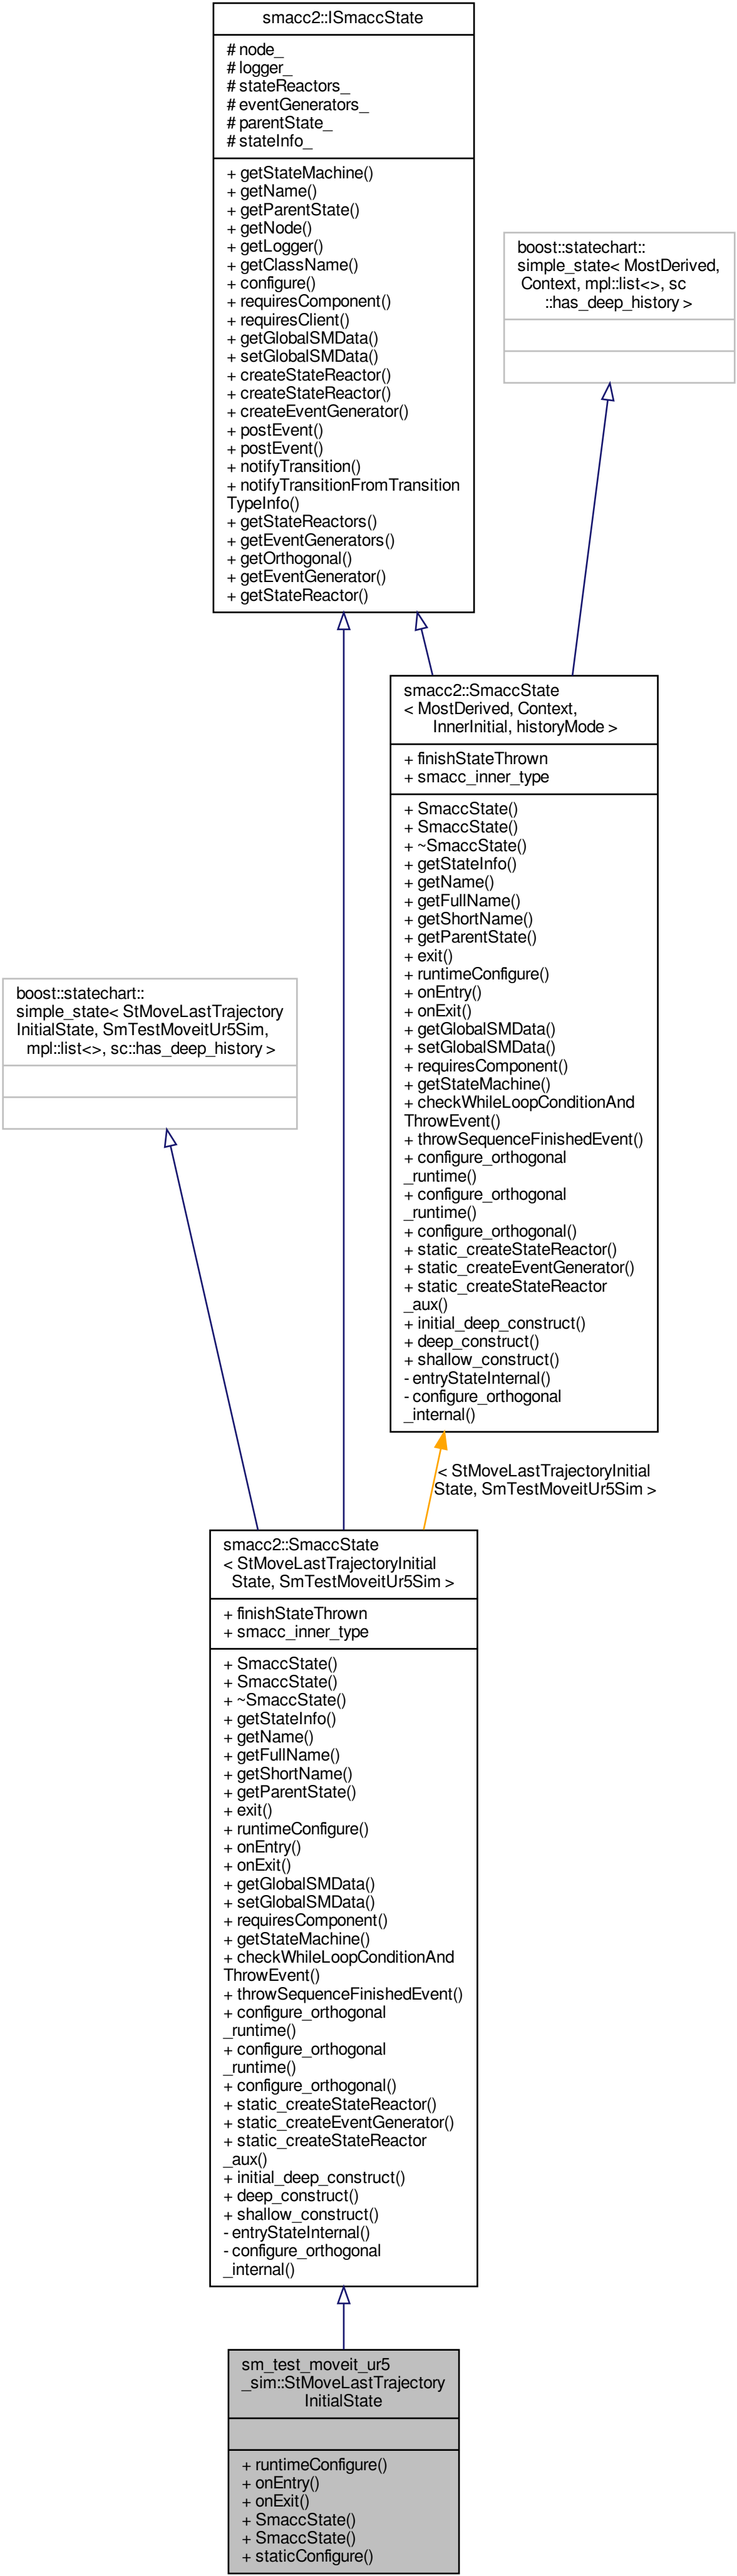 smacc2::ISmaccState
# node_
# logger_
# stateReactors_
# eventGenerators_
# parentState_
# stateInfo_
+ getStateMachine()
+ getName()
+ getParentState()
+ getNode()
+ getLogger()
+ getClassName()
+ configure()
+ requiresComponent()
+ requiresClient()
+ getGlobalSMData()
+ setGlobalSMData()
+ createStateReactor()
+ createStateReactor()
+ createEventGenerator()
+ postEvent()
+ postEvent()
+ notifyTransition()
+ notifyTransitionFromTransition
TypeInfo()
+ getStateReactors()
+ getEventGenerators()
+ getOrthogonal()
+ getEventGenerator()
+ getStateReactor()
boost::statechart::
simple_state< MostDerived,
Context, mpl::list<>, sc
::has_deep_history >
smacc2::SmaccState
< MostDerived, Context,
InnerInitial, historyMode >
+ finishStateThrown
+ smacc_inner_type
+ SmaccState()
+ SmaccState()
+ ~SmaccState()
+ getStateInfo()
+ getName()
+ getFullName()
+ getShortName()
+ getParentState()
+ exit()
+ runtimeConfigure()
+ onEntry()
+ onExit()
+ getGlobalSMData()
+ setGlobalSMData()
+ requiresComponent()
+ getStateMachine()
+ checkWhileLoopConditionAnd
ThrowEvent()
+ throwSequenceFinishedEvent()
+ configure_orthogonal
_runtime()
+ configure_orthogonal
_runtime()
+ configure_orthogonal()
+ static_createStateReactor()
+ static_createEventGenerator()
+ static_createStateReactor
_aux()
+ initial_deep_construct()
+ deep_construct()
+ shallow_construct()
- entryStateInternal()
- configure_orthogonal
_internal()
boost::statechart::
simple_state< StMoveLastTrajectory
InitialState, SmTestMoveitUr5Sim,
mpl::list<>, sc::has_deep_history >
< StMoveLastTrajectoryInitial
State, SmTestMoveitUr5Sim >
smacc2::SmaccState
< StMoveLastTrajectoryInitial
State, SmTestMoveitUr5Sim >
+ finishStateThrown
+ smacc_inner_type
+ SmaccState()
+ SmaccState()
+ ~SmaccState()
+ getStateInfo()
+ getName()
+ getFullName()
+ getShortName()
+ getParentState()
+ exit()
+ runtimeConfigure()
+ onEntry()
+ onExit()
+ getGlobalSMData()
+ setGlobalSMData()
+ requiresComponent()
+ getStateMachine()
+ checkWhileLoopConditionAnd
ThrowEvent()
+ throwSequenceFinishedEvent()
+ configure_orthogonal
_runtime()
+ configure_orthogonal
_runtime()
+ configure_orthogonal()
+ static_createStateReactor()
+ static_createEventGenerator()
+ static_createStateReactor
_aux()
+ initial_deep_construct()
+ deep_construct()
+ shallow_construct()
- entryStateInternal()
- configure_orthogonal
_internal()
sm_test_moveit_ur5
_sim::StMoveLastTrajectory
InitialState
+ runtimeConfigure()
+ onEntry()
+ onExit()
+ SmaccState()
+ SmaccState()
+ staticConfigure()